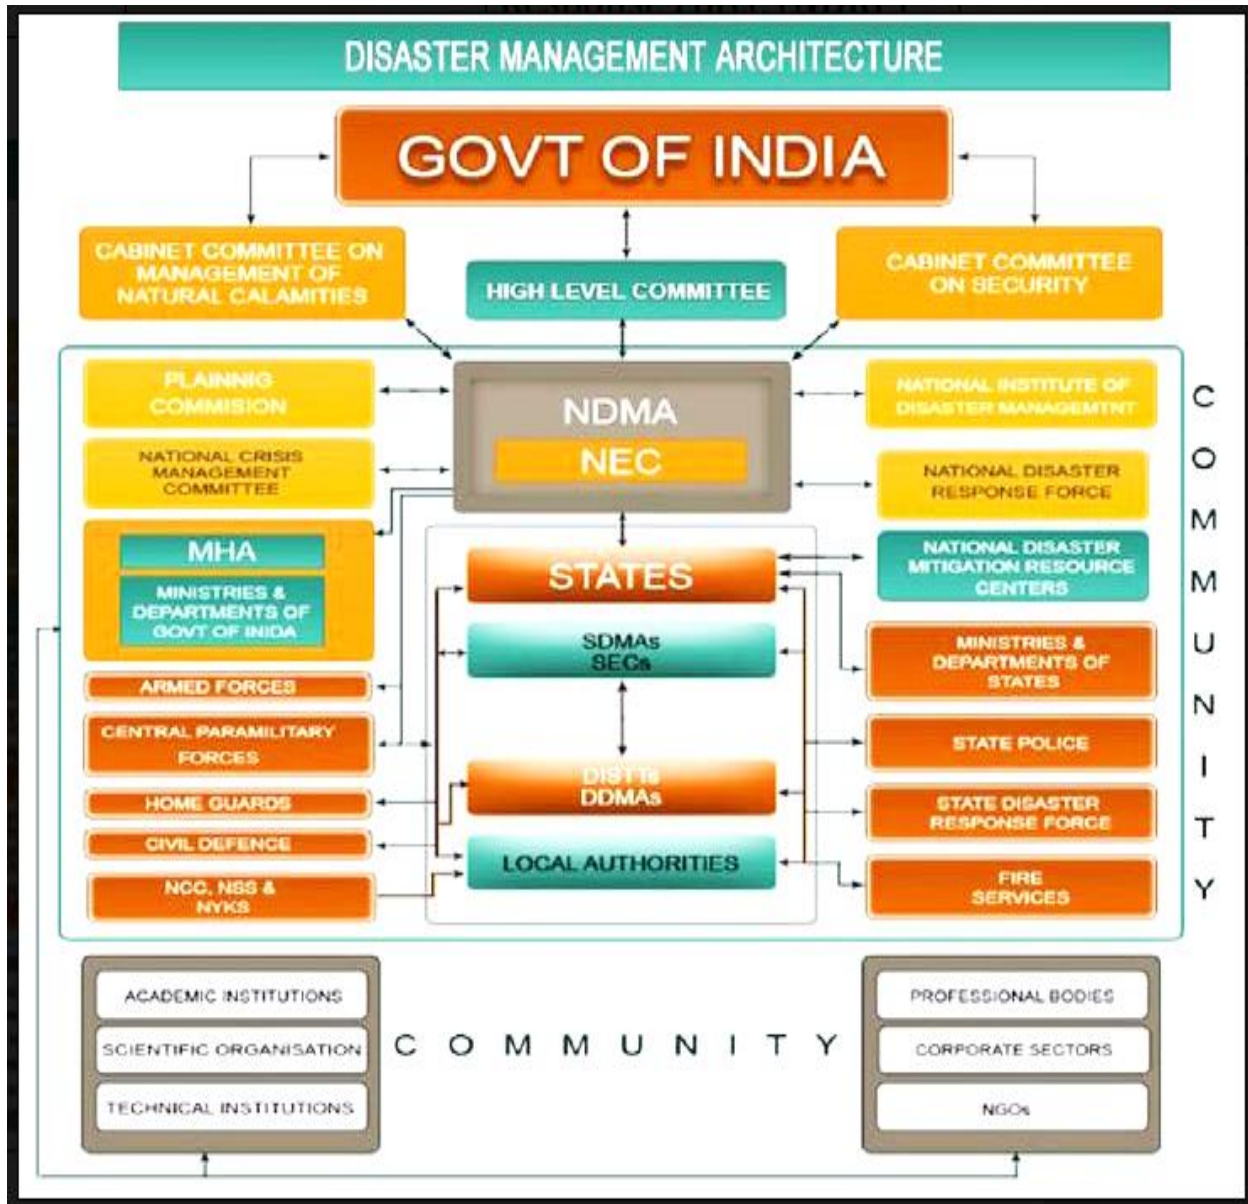 DISASTER MANAGEMENT ARCHITECTURE
GOVT OF INDIA
CABINET COMMITTEE ON
MANAGEMENT OF
NATURAL CALAMITIES
HIGH LEVEL COMMITTEE
CABINET COMMITTEE
ON SECURITY
PLAINNIG
COMMISION
NDMA
NEC
NATIONAL INSTITUTE OF
DISASTER MANAGEMTNT
NATIONAL CRISIS
MANAGEMENT
COMMITTEE
NATIONAL DISASTER
RESPONSE FORCE
MHA
MINISTRIES &
DEPARTMENTS OF
GOVT OF INIDA
STATES
NATIONAL DISASTER
MITIGATION RESOURCE
CENTERS
SDMAs
SECs
MINISTRIES &
DEPARTMENTS OF
STATES
ARMED FORCES
CENTRAL PARAMILITARY
FORCES
STATE POLICE
HOME GUARDS
DISTTs
DDMAs
STATE DISASTER
RESPONSE FORCE
CIVIL DEFENCE
LOCAL AUTHORITIES
NCC, NSS &
NYKS
FIRE
SERVICES
COMMUNITY
ACADEMIC INSTITUTIONS
SCIENTIFIC ORGANISATION
TECHNICAL INSTITUTIONS
COMMUNITY
PROFESSIONAL BODIES
CORPORATE SECTORS
NGOs